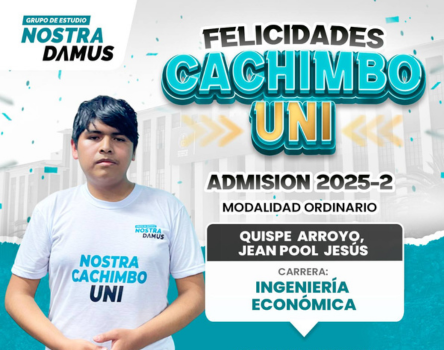 GRUPO DE ESTUDIO
NOSTRA
DAMUS
FELICIDADES
CACHIMBO
UNI
ADMISION 2025-2
MODALIDAD ORDINARIO
QUISPE ARROYO,
JEAN POOL JESÚS
CARRERA:
INGENIERÍA
ECONÓMICA
NOSTRA
DAMUS
NOSTRA
CACHIMBO
UNI